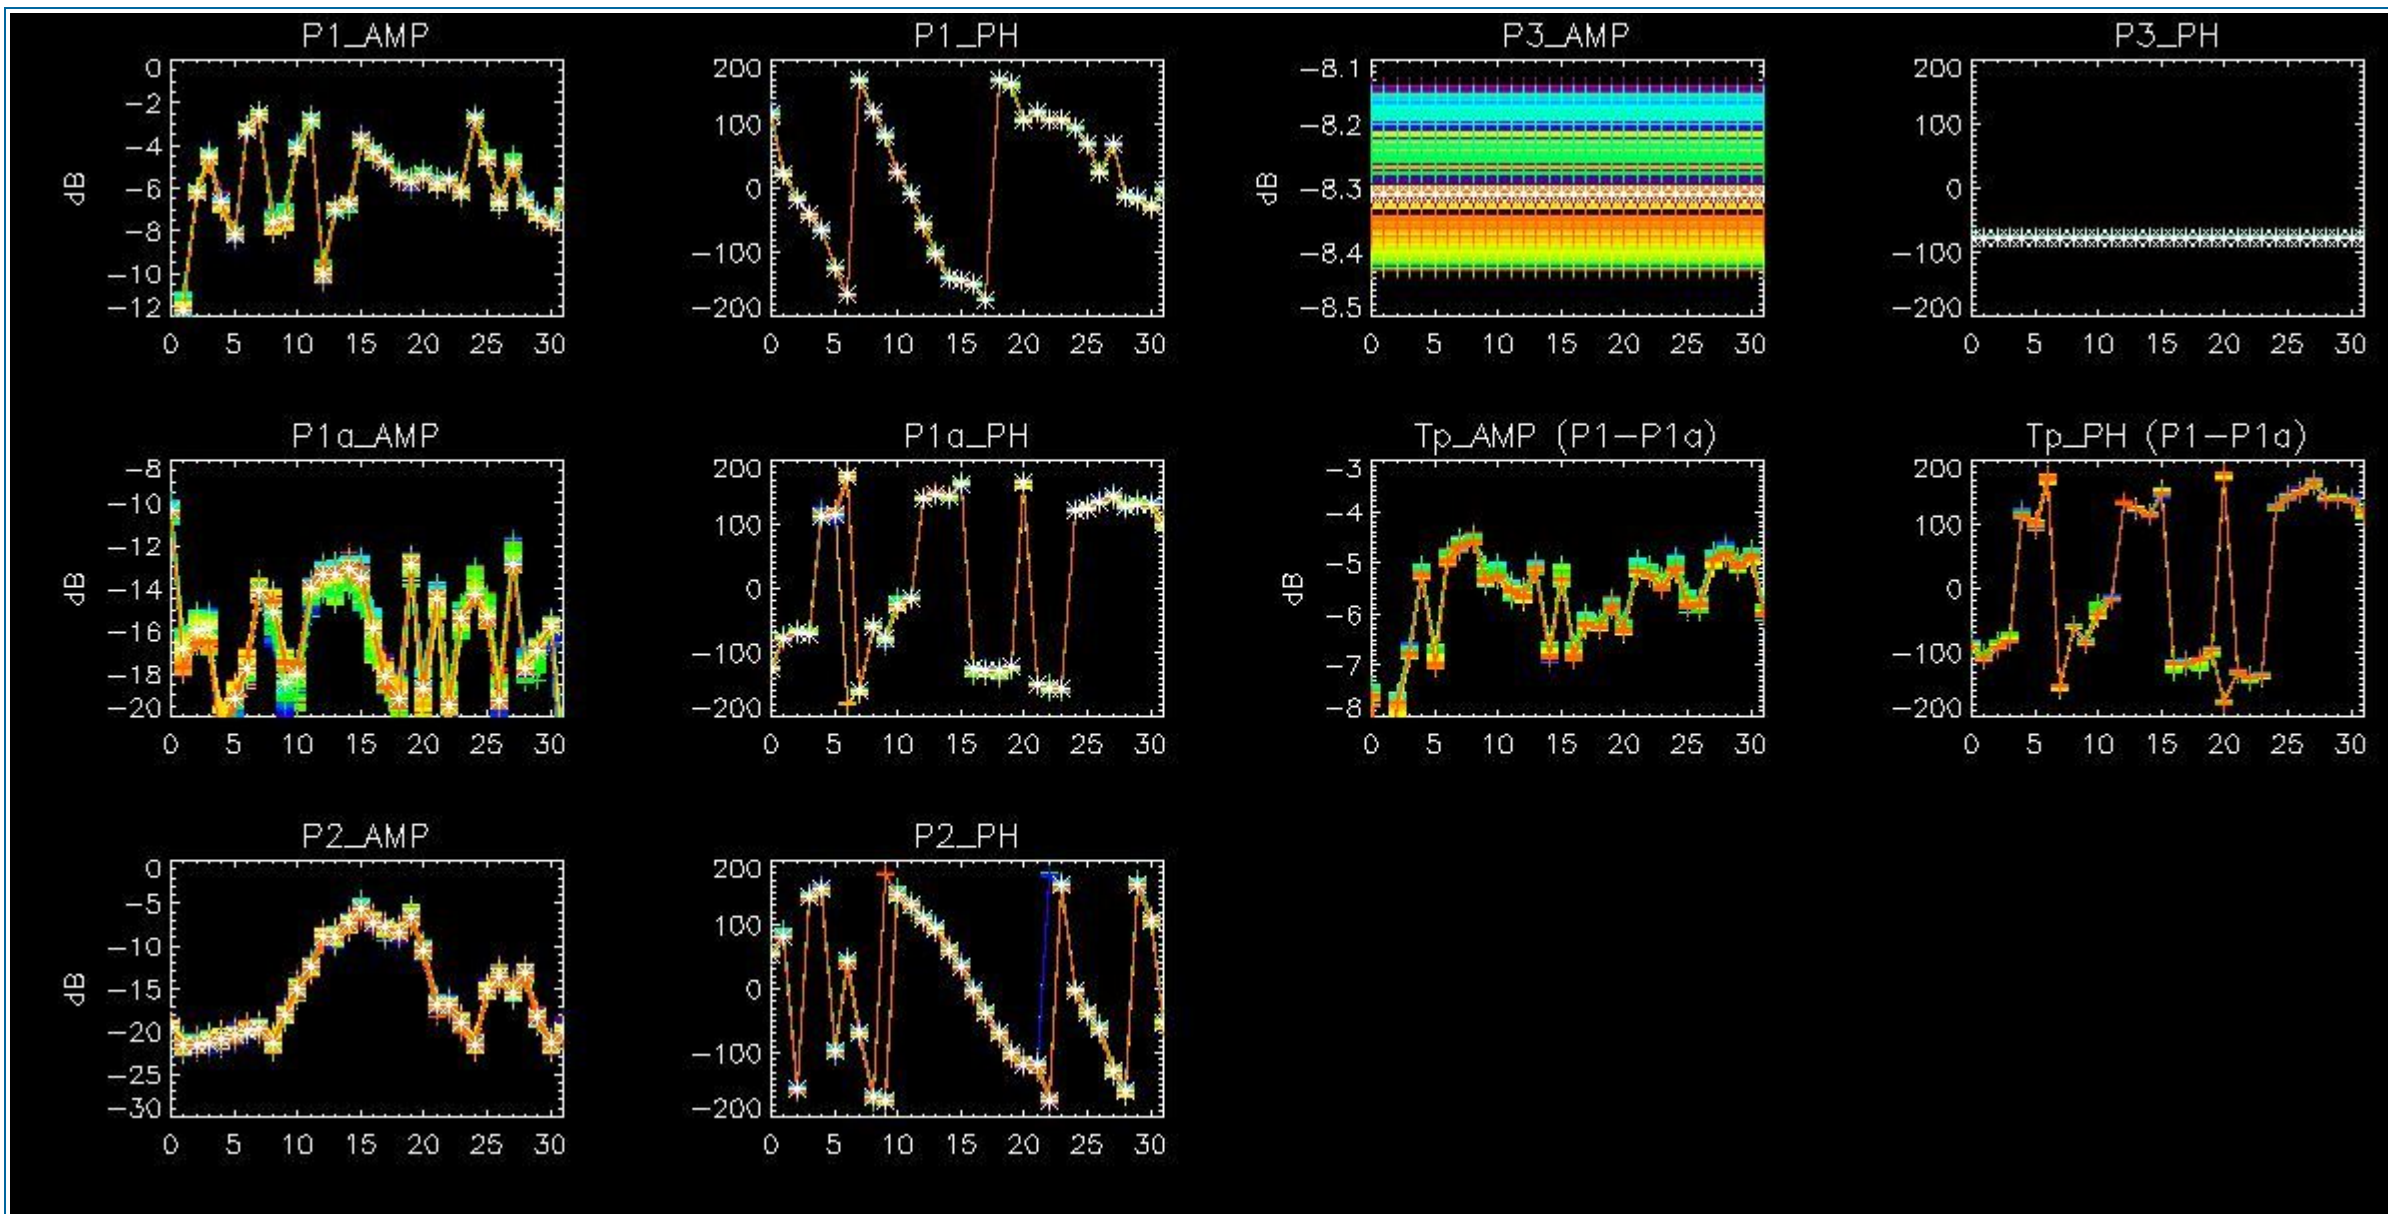 P1_AMP
0
−2
−4
−6
−8
−10
−12
dB
0 5 10 15 20 25 30
P1_PH
200
100
0
−100
−200
0 5 10 15 20 25 30
P3_AMP
−8.1
−8.2
−8.3
−8.4
−8.5
dB
0 5 10 15 20 25 30
P3_PH
200
100
0
−100
−200
0 5 10 15 20 25 30
P1a_AMP
−8
−10
−12
−14
−16
−18
−20
dB
0 5 10 15 20 25 30
P1a_PH
200
100
0
−100
−200
0 5 10 15 20 25 30
Tp_AMP (P1−P1a)
−3
−4
−5
−6
−7
−8
dB
0 5 10 15 20 25 30
Tp_PH (P1−P1a)
200
100
0
−100
−200
0 5 10 15 20 25 30
P2_AMP
0
−5
−10
−15
−20
−25
−30
dB
0 5 10 15 20 25 30
P2_PH
200
100
0
−100
−200
0 5 10 15 20 25 30